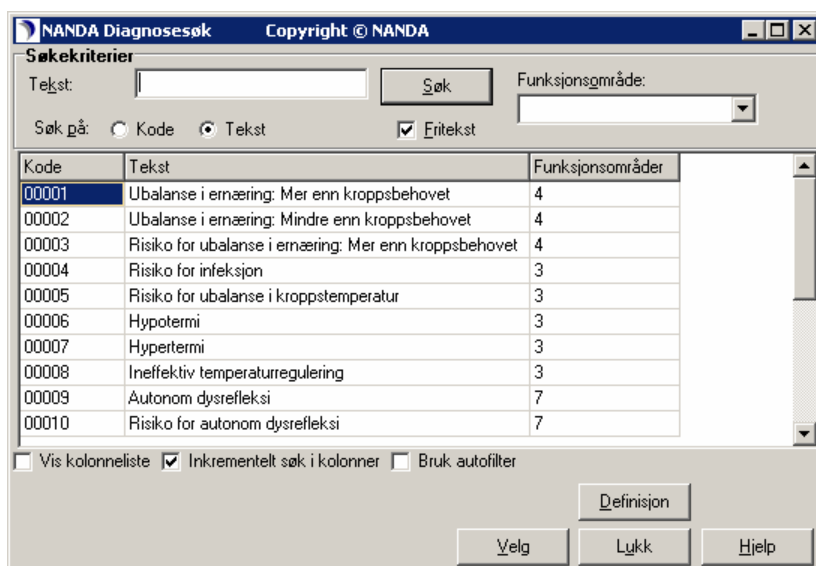 NANDA Diagnosesøk Copyright © NANDA
Søkekriterier
Tekst: Søk Funksjonsområde:
Søk på: Kode Tekst Fritekst
Kode Tekst Funksjonsområder
00001 Ubalanse i ernæring: Mer enn kroppsbehovet 4
00002 Ubalanse i ernæring: Mindre enn kroppsbehovet 4
00003 Risiko for ubalanse i ernæring: Mer enn kroppsbehovet 4
00004 Risiko for infeksjon 3
00005 Risiko for ubalanse i kroppstemperatur 3
00006 Hypotermi 3
00007 Hypertermi 3
00008 Ineffektiv temperaturregulering 3
00009 Autonom dysrefleksi 7
00010 Risiko for autonom dysrefleksi 7
Vis kolonneliste Inkrementelt søk i kolonner Bruk autofilter
Definisjon
Velg Lukk Hjelp